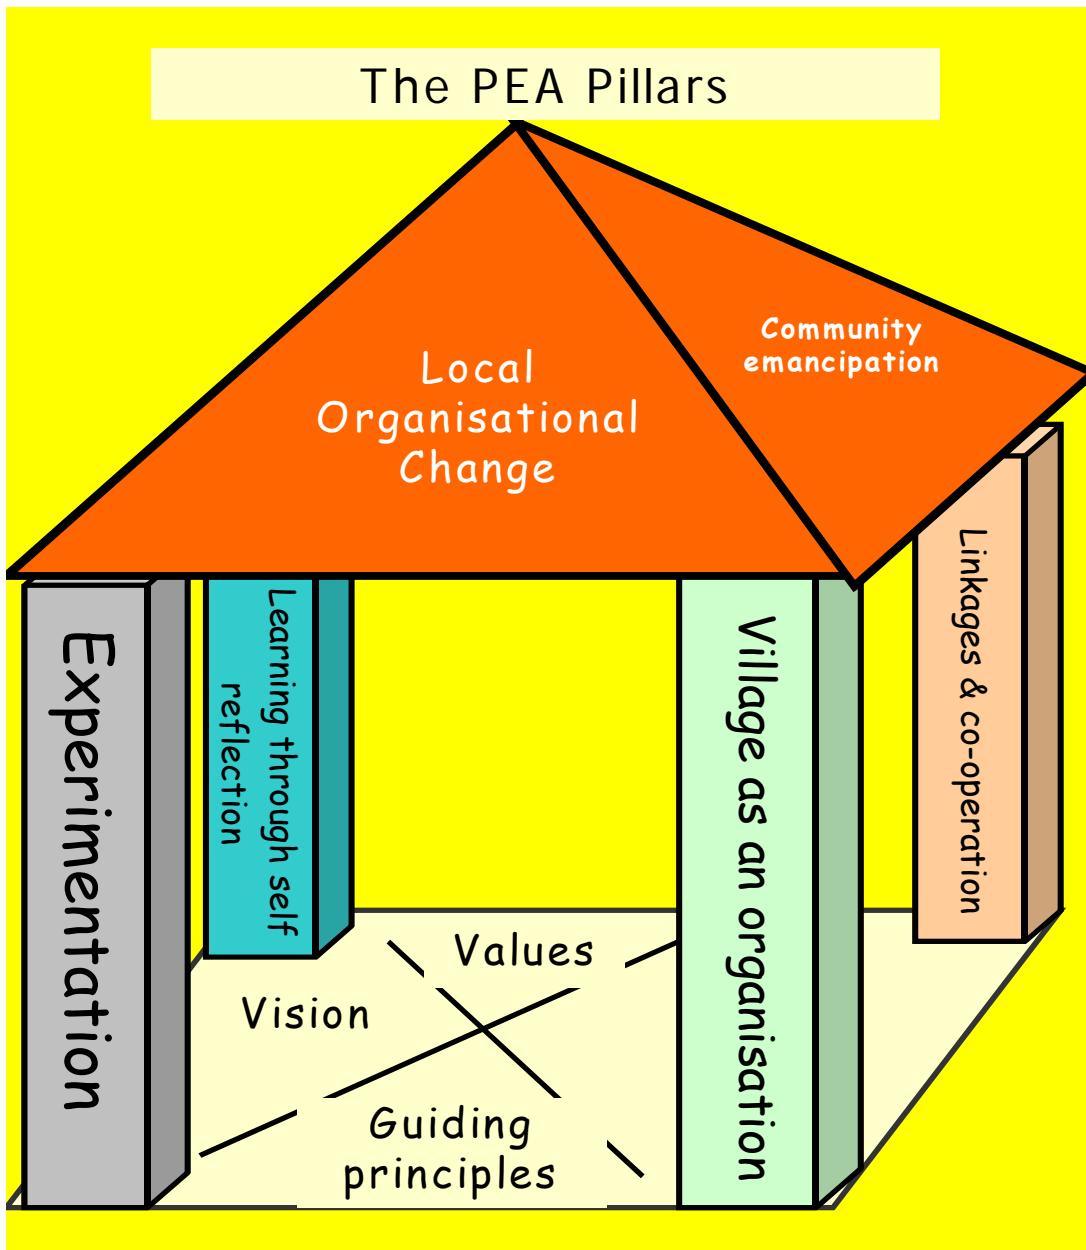 The PEA Pillars
Community
emancipation
Local
Organisational
Change
Experimentation
Learning through self
reflection
Village as an organisation
Linkages & co-operation
Values
Vision
Guiding
principles